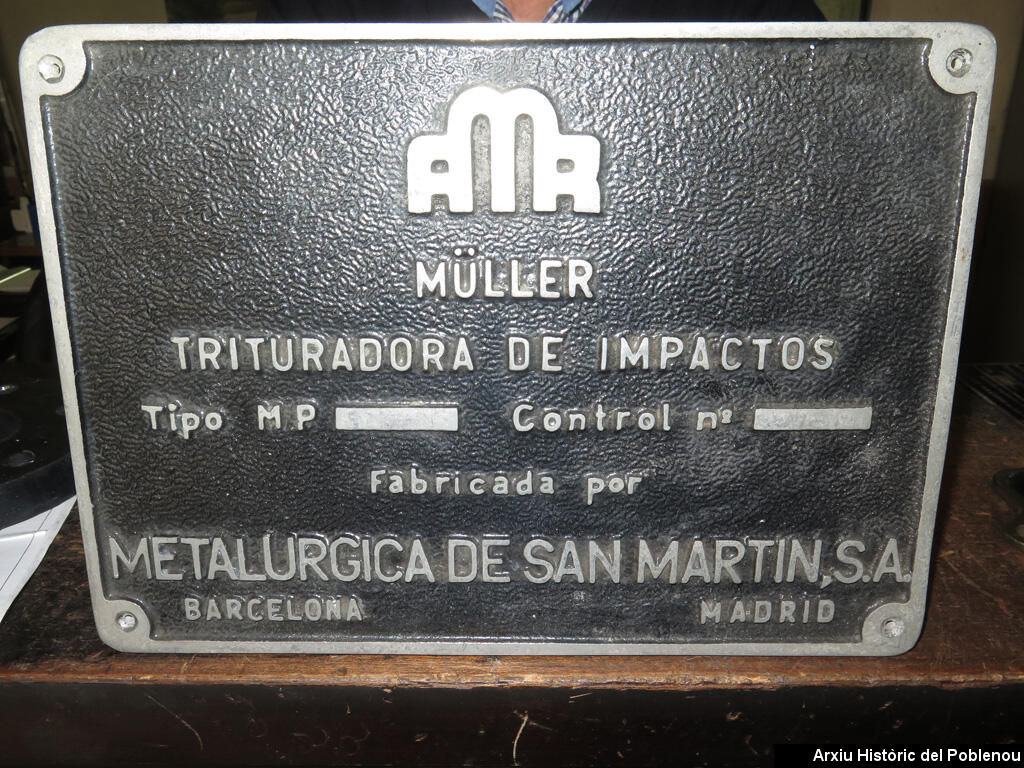 AMR
MÜLLER
TRITURADORA DE IMPACTOS
Tipo M.P. Control nº
Fabricada por
METALURGICA DE SAN MARTIN, S.A.
BARCELONA MADRID
Arxiu Històric del Poblenou